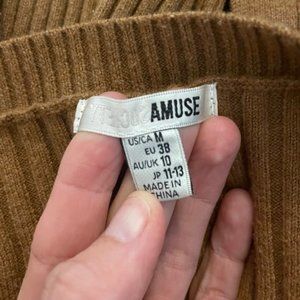 AMUSE
US/CA M
EU 38
AU/UK 10
JP 11-13
MADE IN
CHINA